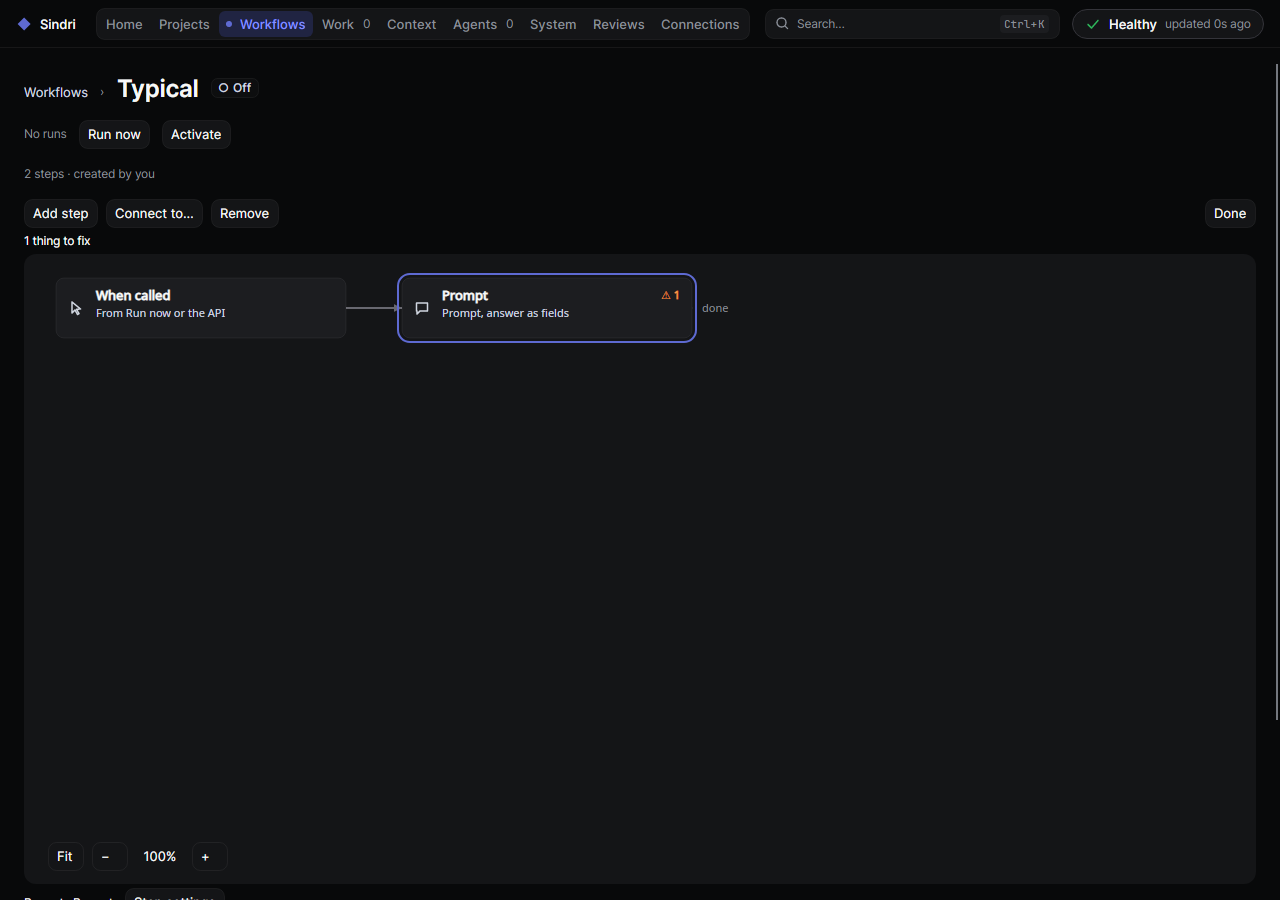 Sindri
Home Projects Workflows Work 0 Context Agents 0 System Reviews Connections
Search... Ctrl+K
Healthy updated 0s ago
Workflows › Typical Off
No runs Run now Activate
2 steps · created by you
Add step Connect to... Remove Done
1 thing to fix
When called
From Run now or the API
Prompt ⚠ 1
Prompt, answer as fields
done
Fit − 100% +